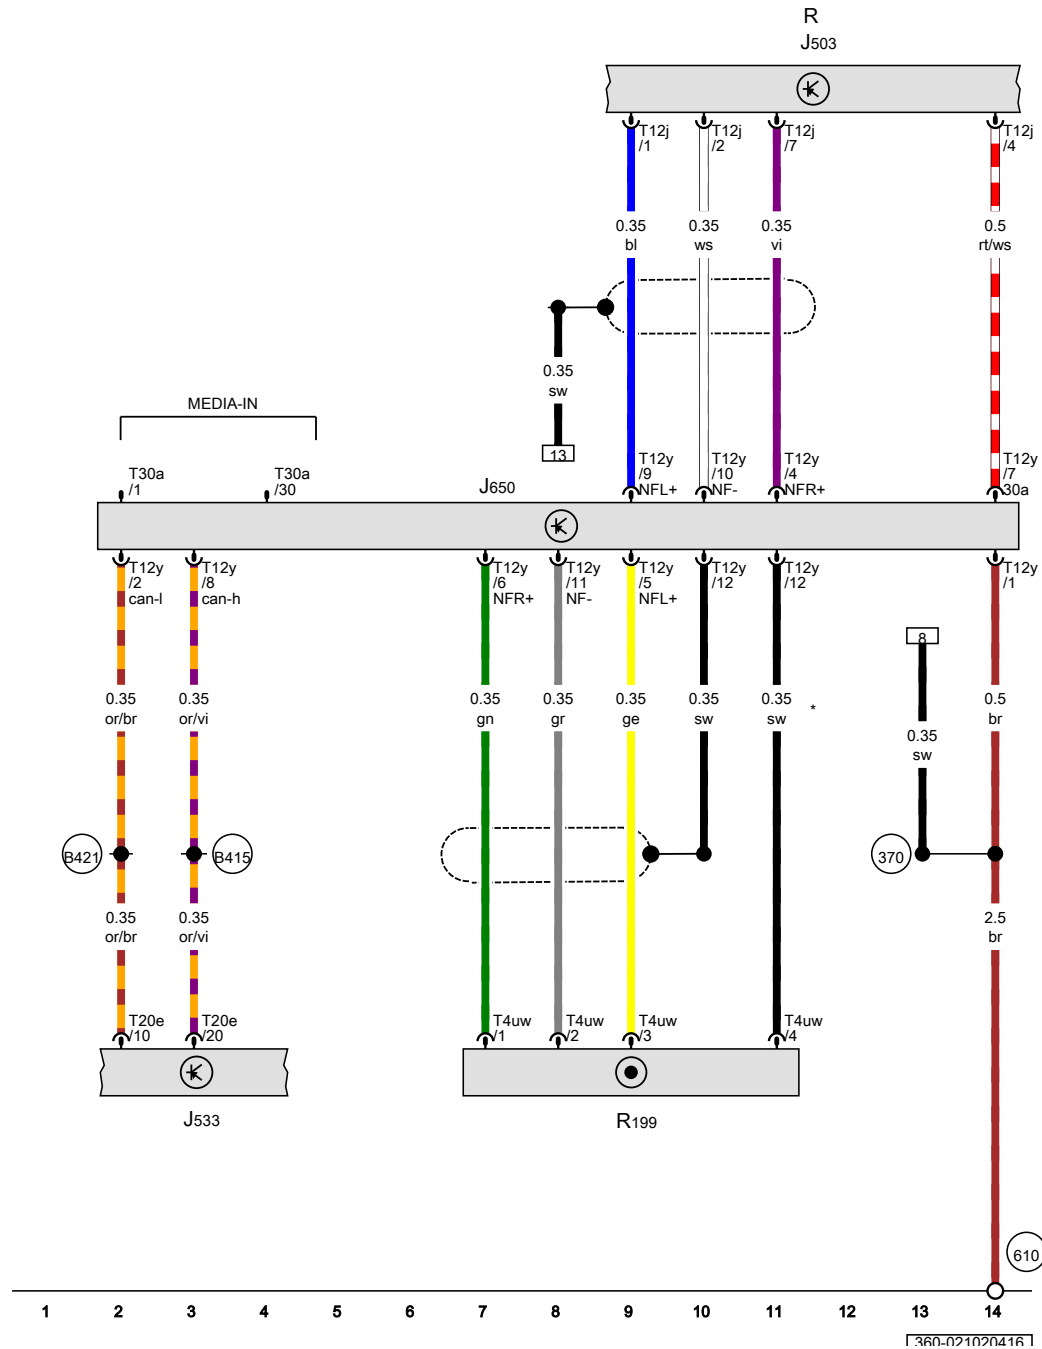 R
J503
T12j
/1
T12j
/2
T12j
/7
T12j
/4
0.35
bl
0.35
ws
0.35
vi
0.5
rt/ws
0.35
sw
13
MEDIA-IN
T30a
/1
T30a
/30
J650
T12y
/9
NFL+
T12y
/10
NF-
T12y
/4
NFR+
T12y
/7
30a
T12y
/2
can-l
T12y
/8
can-h
T12y
/6
NFR+
T12y
/11
NF-
T12y
/5
NFL+
T12y
/12
T12y
/12
T12y
/1
8
0.35
or/br
0.35
or/vi
0.35
gn
0.35
gr
0.35
ge
0.35
sw
0.35
sw
*
0.35
sw
0.5
br
B421
B415
370
0.35
or/br
0.35
or/vi
2.5
br
T20e
/10
T20e
/20
T4uw
/1
T4uw
/2
T4uw
/3
T4uw
/4
J533
R199
610
1 2 3 4 5 6 7 8 9 10 11 12 13 14
360-021020416